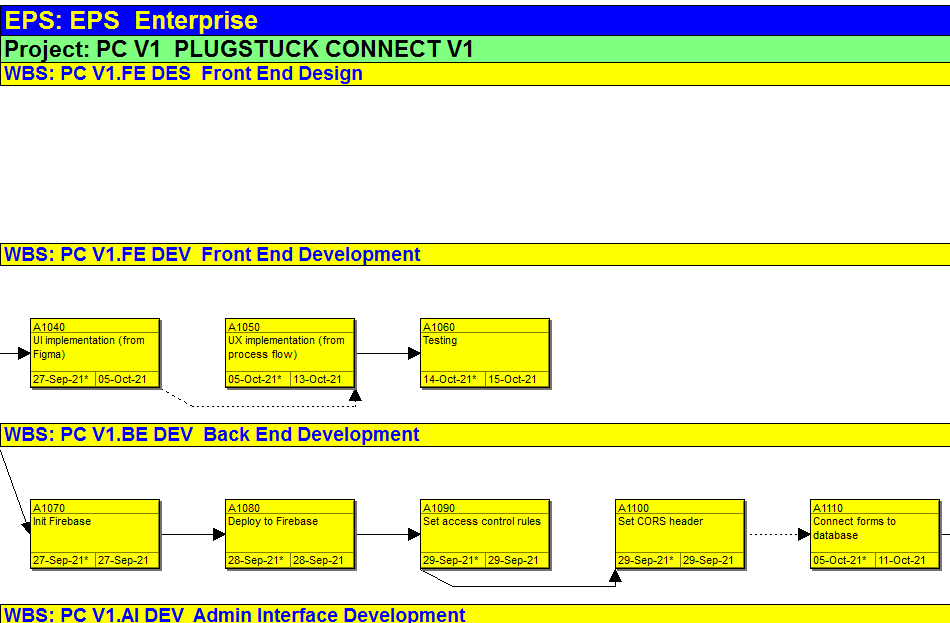 EPS: EPS  Enterprise
Project: PC V1  PLUGSTUCK CONNECT V1
WBS: PC V1.FE DES  Front End Design
WBS: PC V1.FE DEV  Front End Development
A1040
UI implementation (from
Figma)
27-Sep-21* 05-Oct-21
A1050
UX implementation (from
process flow)
05-Oct-21* 13-Oct-21
A1060
Testing
14-Oct-21* 15-Oct-21
WBS: PC V1.BE DEV  Back End Development
A1070
Init Firebase
27-Sep-21* 27-Sep-21
A1080
Deploy to Firebase
28-Sep-21* 28-Sep-21
A1090
Set access control rules
29-Sep-21* 29-Sep-21
A1100
Set CORS header
29-Sep-21* 29-Sep-21
A1110
Connect forms to
database
05-Oct-21* 11-Oct-21
WBS: PC V1.AI DEV  Admin Interface Development